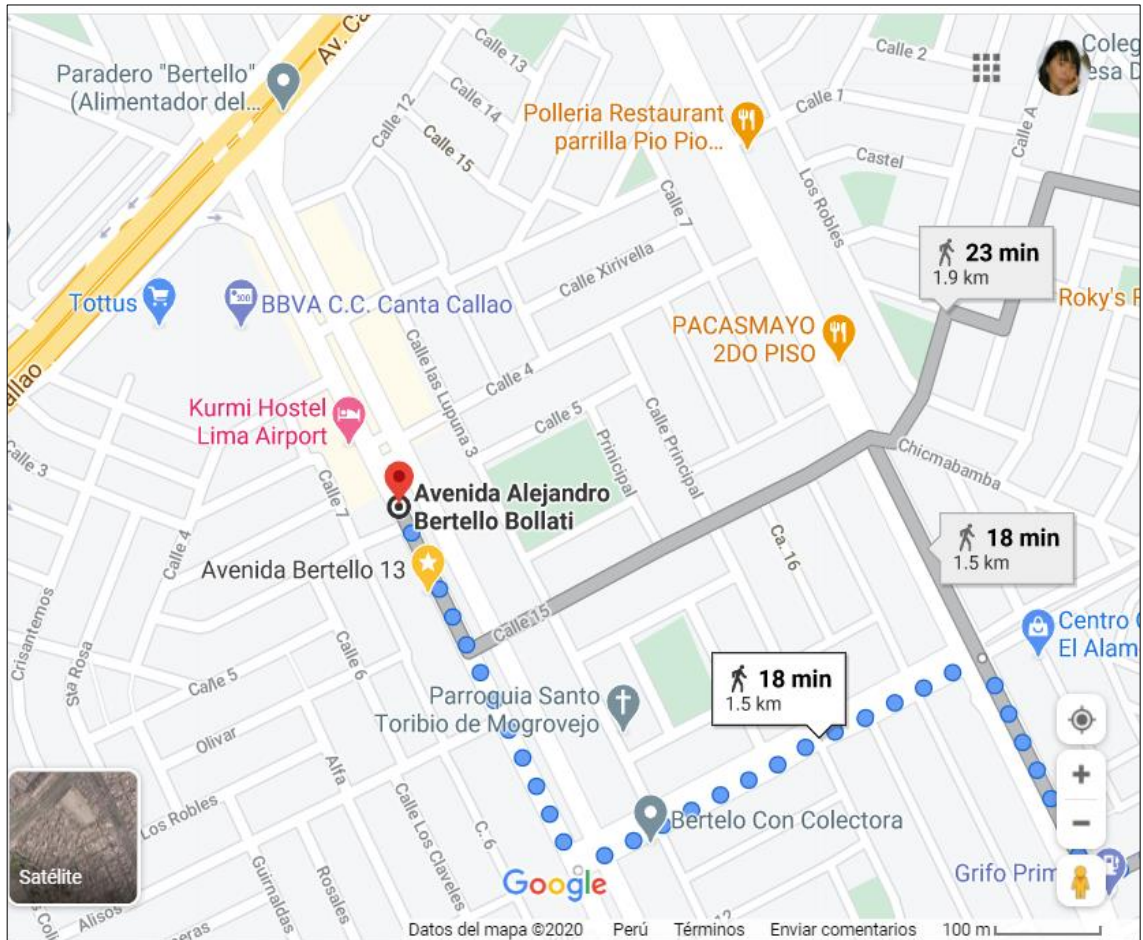 Av. Ca
Calle 13
Calle 2
Coleg
esa D
Paradero "Bertello"
(Alimentador del...
Calle 12
Calle 14
Calle 15
Polleria Restaurant
parrilla Pio Pio...
Calle 1
Calle A
Castel
Los Robles
Calle 7
23 min
1.9 km
Calle Xirivella
Tottus
BBVA C.C. Canta Callao
Roky's P
PACASMAYO
2DO PISO
allao
Calle las Lupuna 3
Calle 4
Calle 5
Kurmi Hostel
Lima Airport
Prinicipal
Calle Principal
Chicmabamba
Calle 3
Calle 7
Calle 4
Avenida Alejandro
Bertello Bollati
Ca. 16
18 min
1.5 km
Avenida Bertello 13
Calle 15
Crisantemos
Sta Rosa
Calle 5
Calle 6
Centro C
El Alam
18 min
1.5 km
Parroquia Santo
Toribio de Mogrovejo
Olivar
Alfa
Los Robles
Calle Los Claveles
C. 6
Bertelo Con Colectora
Satélite
Guirnaldas
Rosales
Google
Grifo Prim
Alisos
Datos del mapa ©2020 Perú Términos Enviar comentarios 100 m